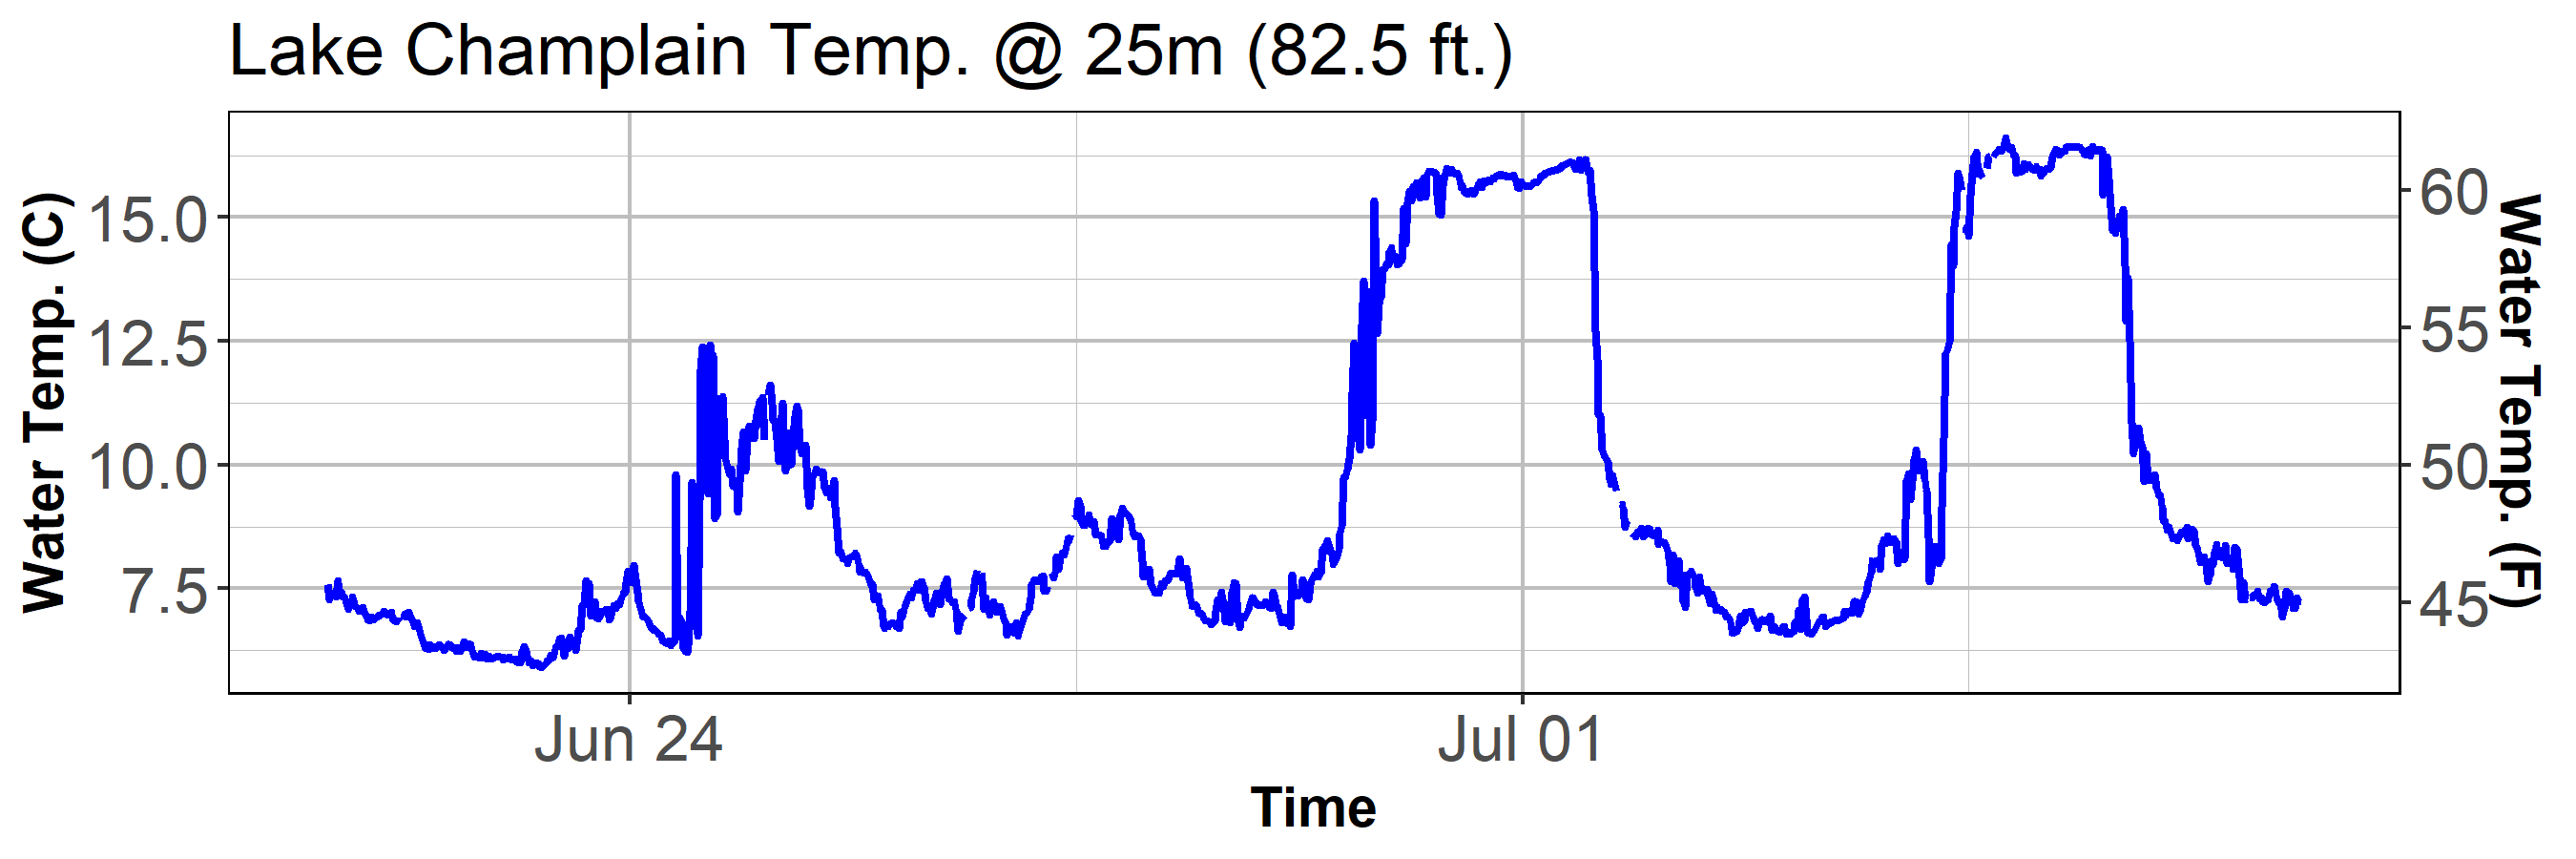 Lake Champlain Temp. @ 25m (82.5 ft.)
Water Temp. (C)
15.0
12.5
10.0
7.5
60
55
50
45
Water Temp. (F)
Jun 24
Jul 01
Time